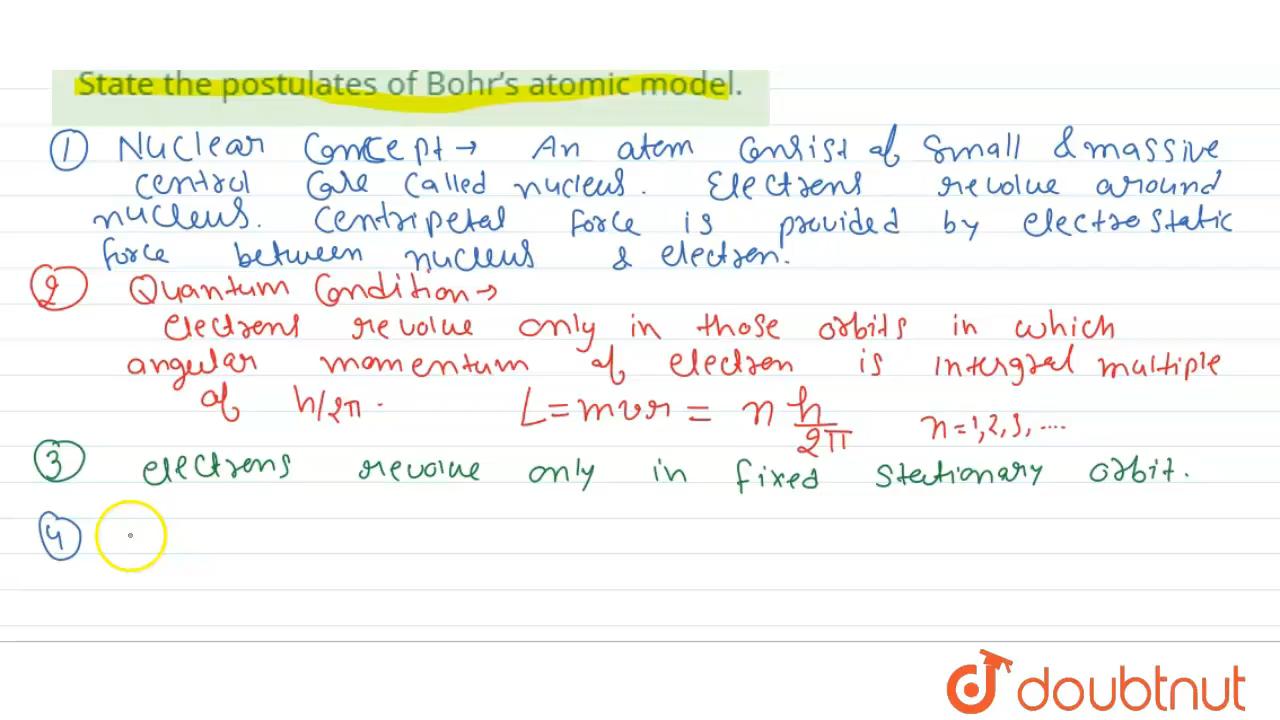 State the postulates of Bohr's atomic model.
① Nuclear Concept → An atom consist of small & massive
central core called nucleus. Electrons revolve around
nucleus. Centripetal force is provided by electrostatic
force between nucleus & electron.
② Quantum Condition →
electrons revolve only in those orbits in which
angular momentum of electron is intergral multiple
of h/2π.
L = mvr = n h/2π n = 1, 2, 3, ....
③ electrons revolve only in fixed stationary orbit.
④
doubtnut